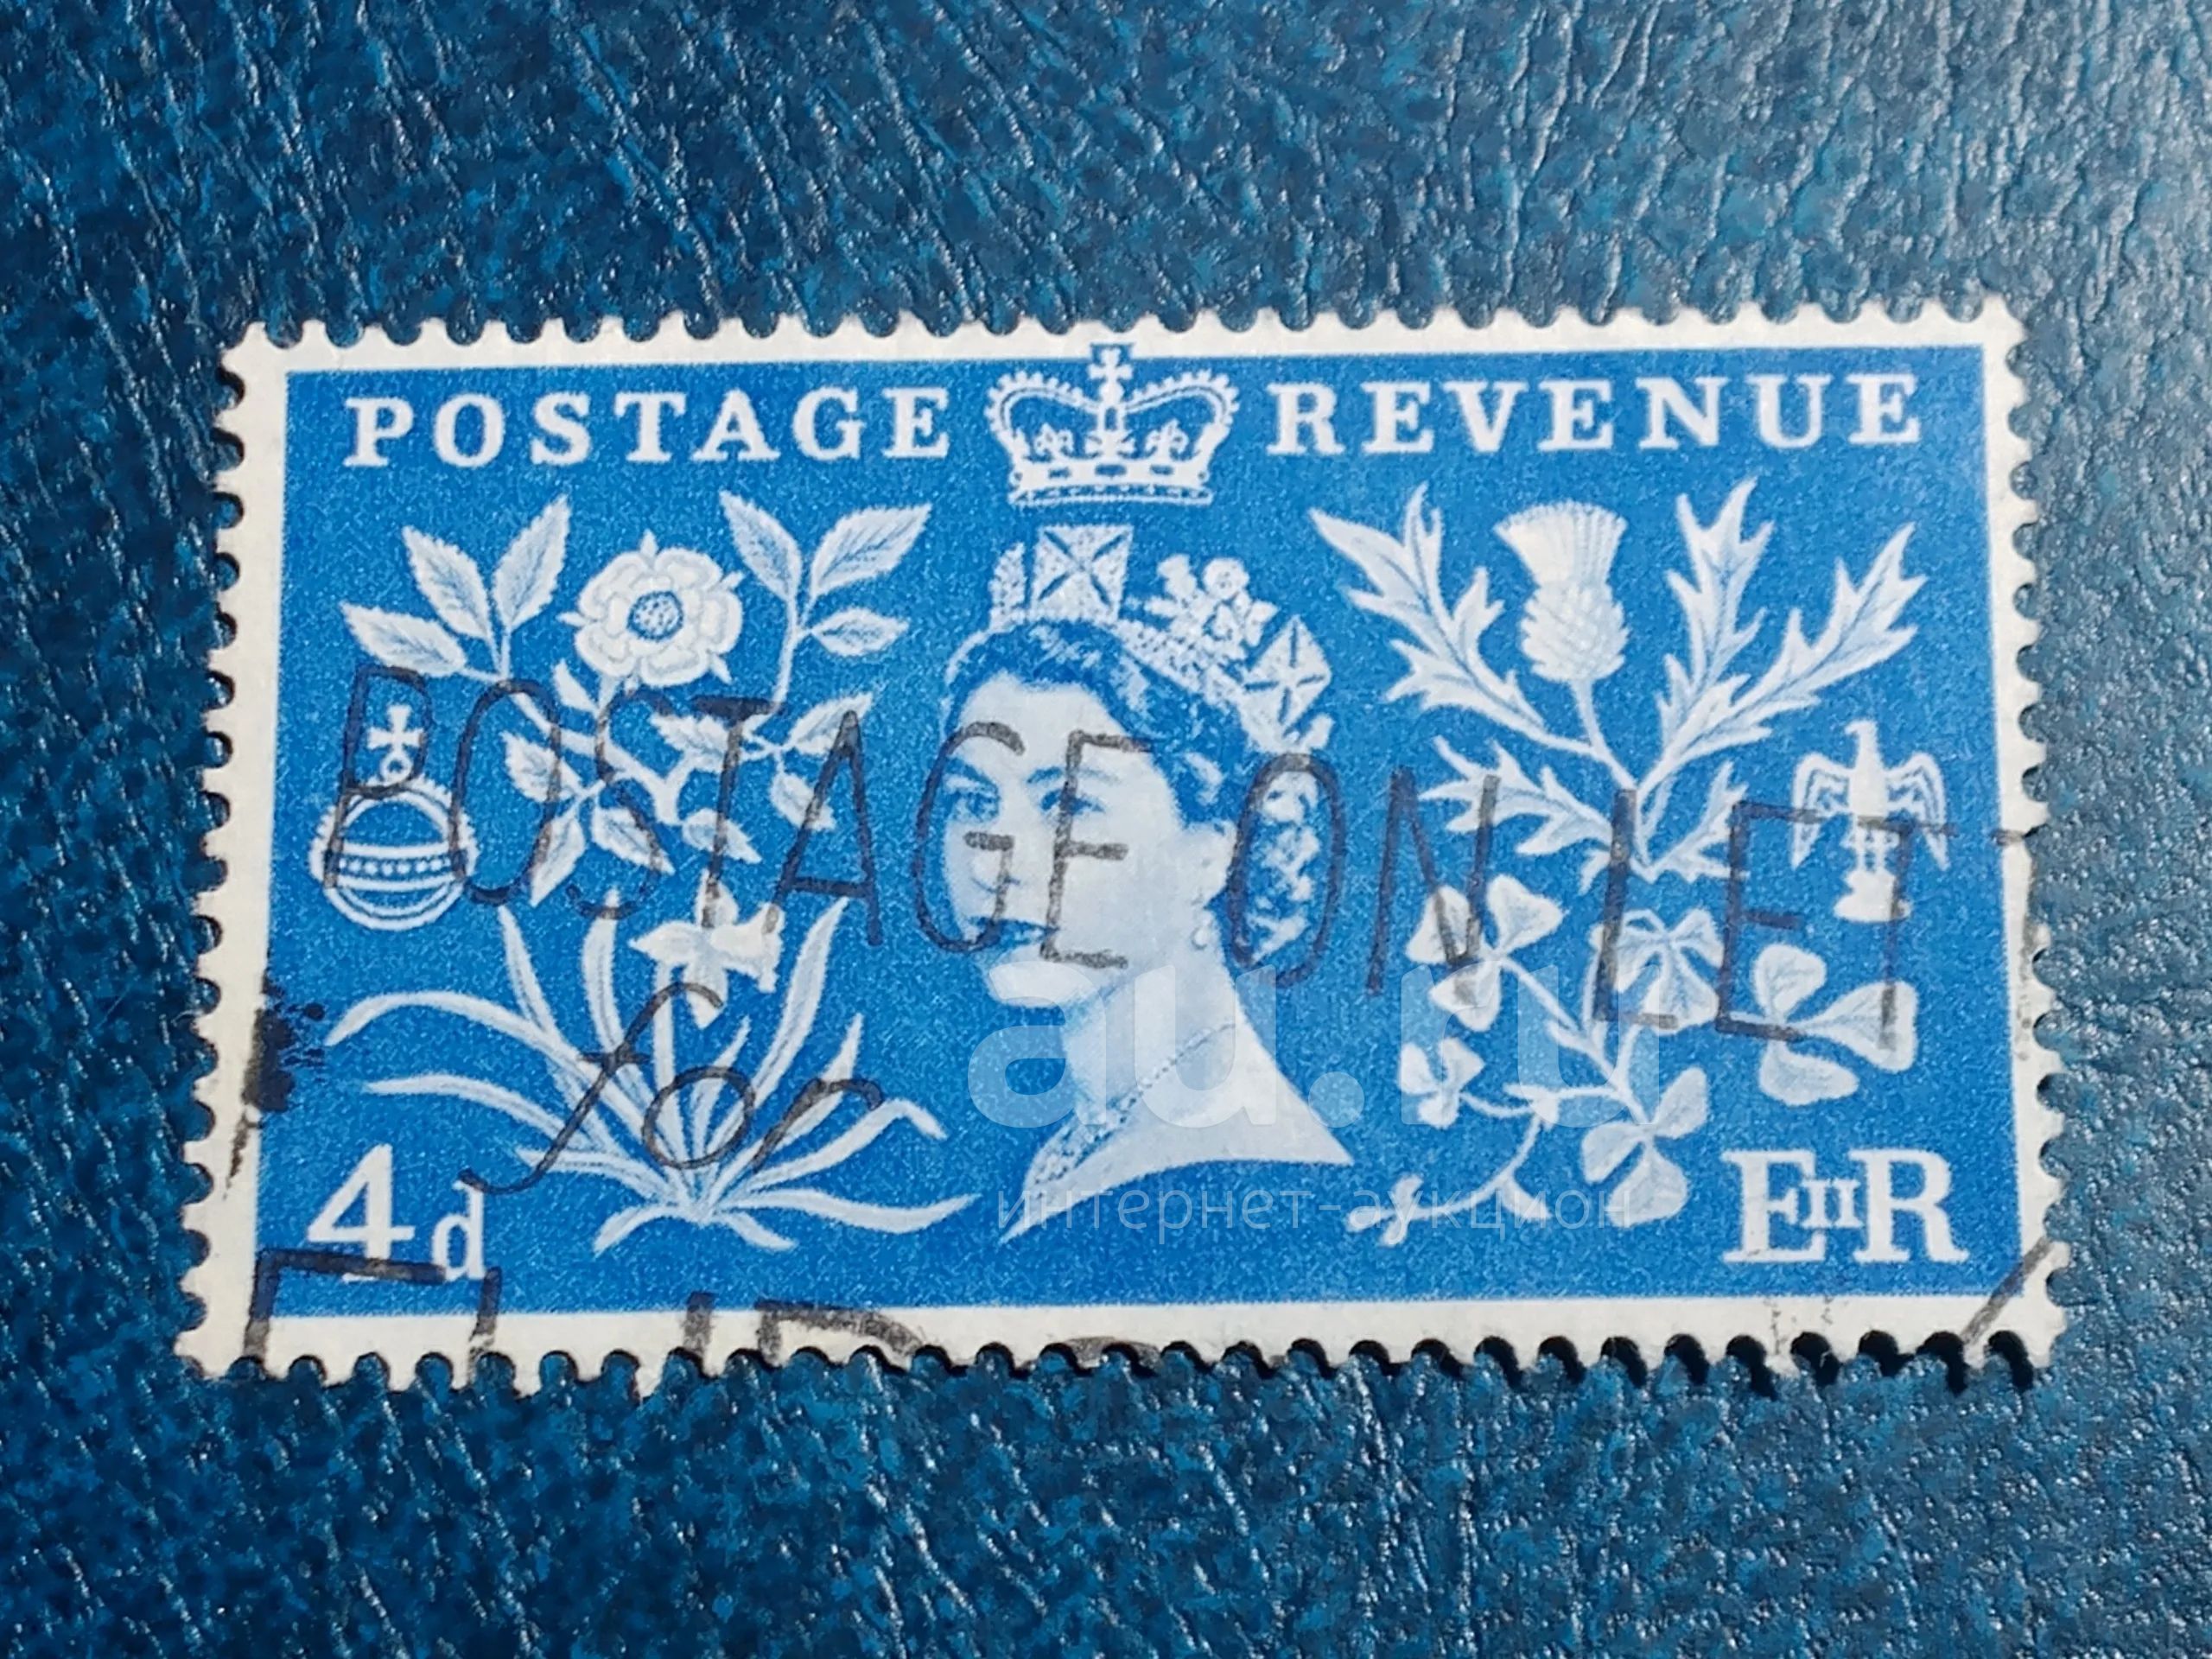 POSTAGE REVENUE
POSTAGE ON LET
for
au.ru
интернет-аукцион
4d
EIIR